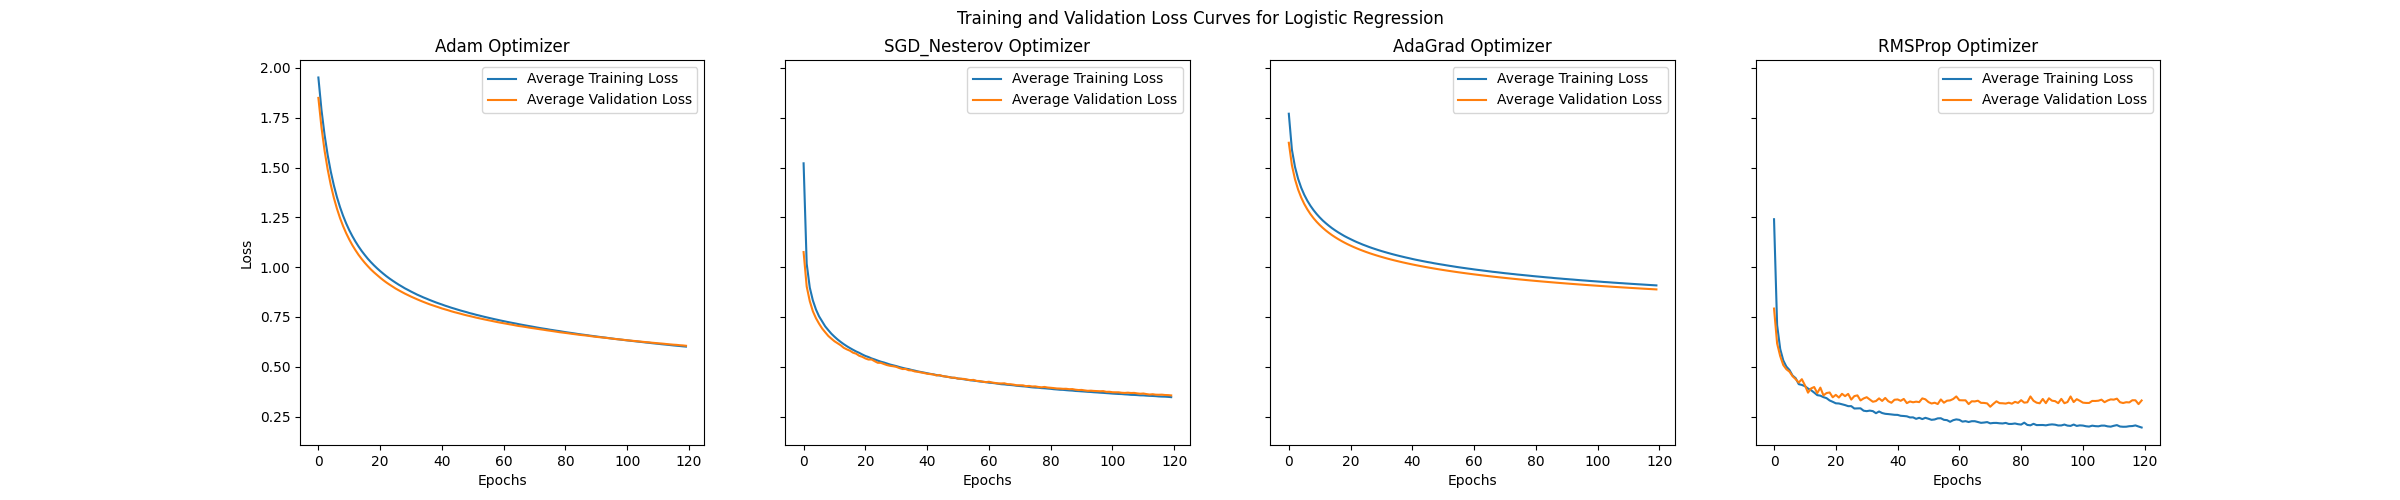 Training and Validation Loss Curves for Logistic Regression
Adam Optimizer
2.00
1.75
1.50
1.25
1.00
0.75
0.50
0.25
Loss
Average Training Loss
Average Validation Loss
0 20 40 60 80 100 120
Epochs
SGD_Nesterov Optimizer
Average Training Loss
Average Validation Loss
0 20 40 60 80 100 120
Epochs
AdaGrad Optimizer
Average Training Loss
Average Validation Loss
0 20 40 60 80 100 120
Epochs
RMSProp Optimizer
Average Training Loss
Average Validation Loss
0 20 40 60 80 100 120
Epochs